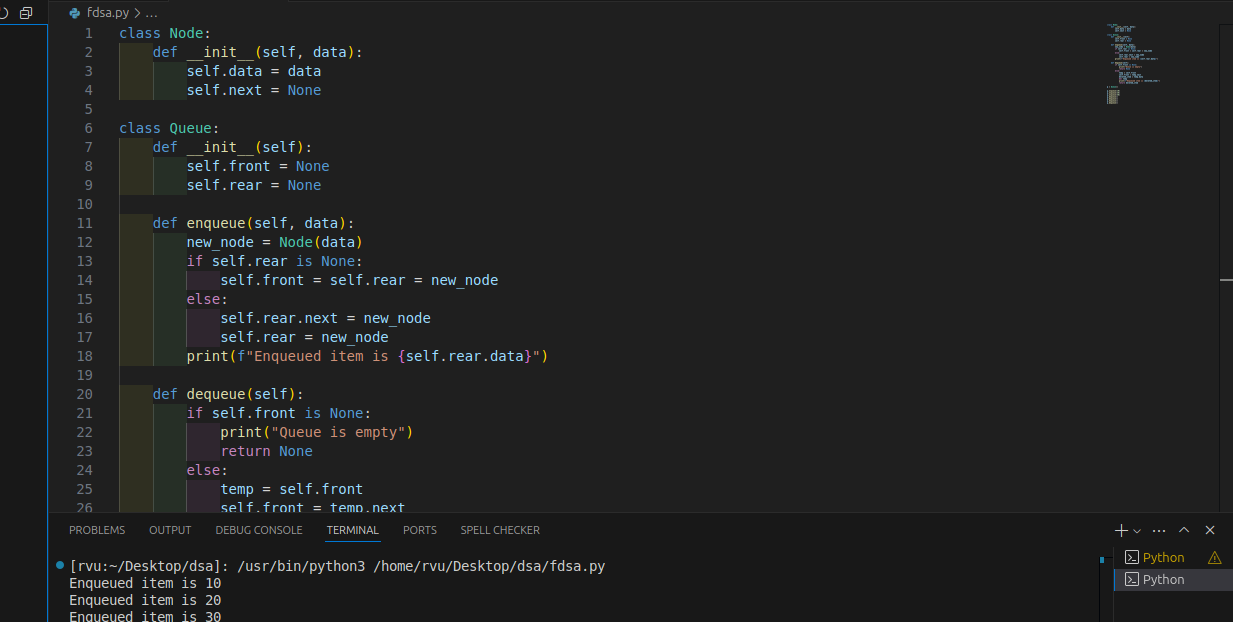 fdsa.py > ...
1 class Node:
2     def __init__(self, data):
3         self.data = data
4         self.next = None
5
6 class Queue:
7     def __init__(self):
8         self.front = None
9         self.rear = None
10
11     def enqueue(self, data):
12         new_node = Node(data)
13         if self.rear is None:
14             self.front = self.rear = new_node
15         else:
16             self.rear.next = new_node
17             self.rear = new_node
18         print(f"Enqueued item is {self.rear.data}")
19
20     def dequeue(self):
21         if self.front is None:
22             print("Queue is empty")
23             return None
24         else:
25             temp = self.front
26             self.front = temp.next
PROBLEMS OUTPUT DEBUG CONSOLE TERMINAL PORTS SPELL CHECKER
[rvu:~/Desktop/dsa]: /usr/bin/python3 /home/rvu/Desktop/dsa/fdsa.py
Enqueued item is 10
Enqueued item is 20
Enqueued item is 30
Python
Python